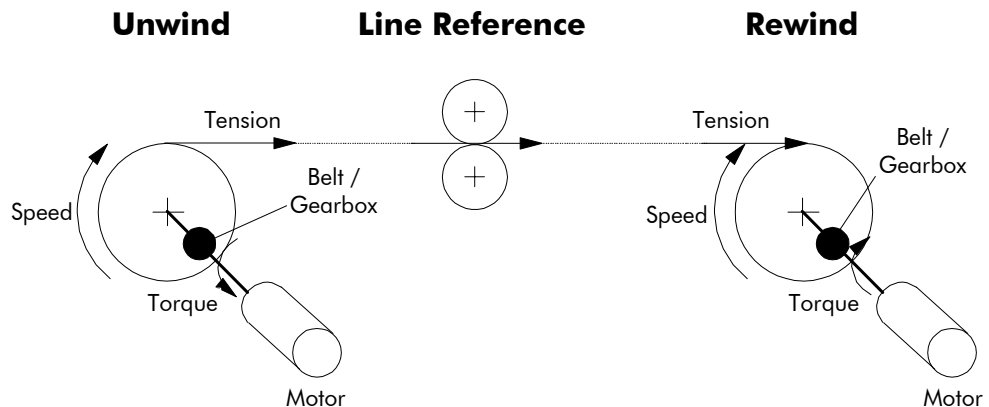 Unwind
Line Reference
Rewind
Tension
Tension
Belt /
Gearbox
Belt /
Gearbox
Speed
Speed
Torque
Torque
Motor
Motor